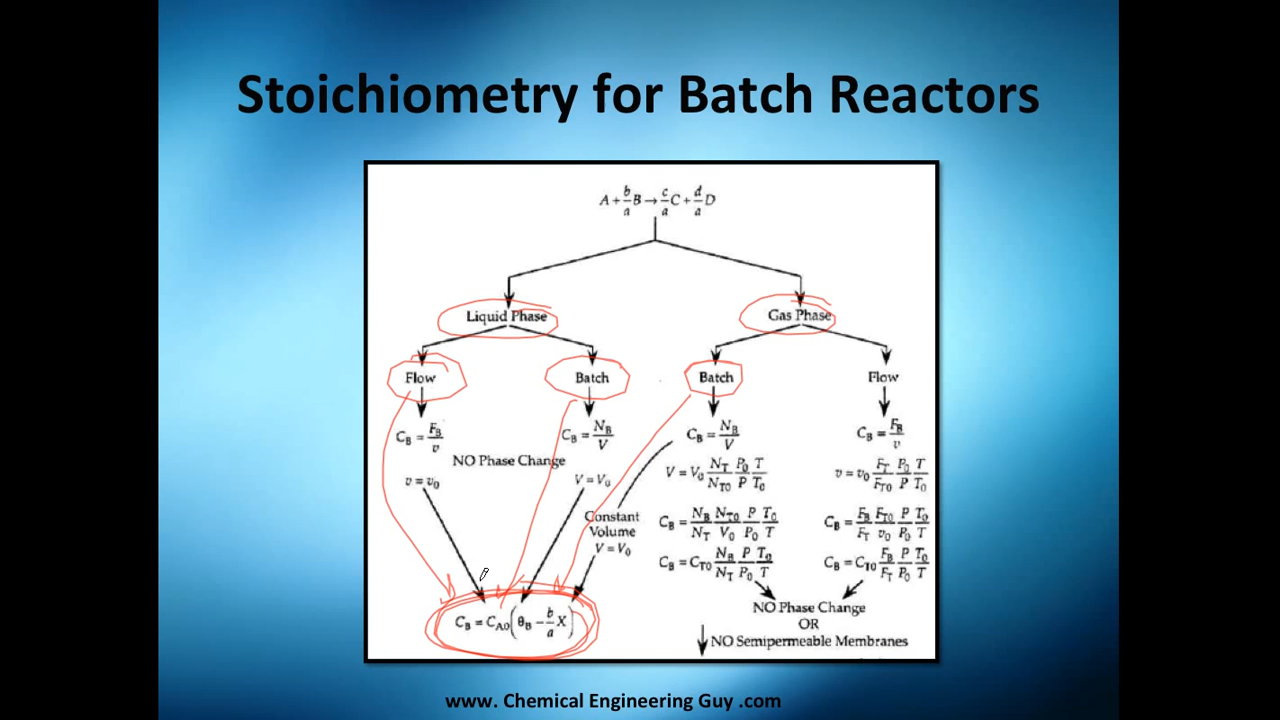 Stoichiometry for Batch Reactors
A + b/a B → c/a C + d/a D
Liquid Phase
Gas Phase
Flow
Batch
Batch
Flow
C_B = F_B/υ
C_B = N_B/V
C_B = N_B/V
C_B = F_B/υ
NO Phase Change
υ = υ_0
V = V_0
V = V_0 N_T/N_T0 P_0/P T/T_0
υ = υ_0 F_T/F_T0 P_0/P T/T_0
Constant
Volume
V = V_0
C_B = N_B/N_T N_T0/V_0 P/P_0 T_0/T
C_B = F_B/F_T F_T0/υ_0 P/P_0 T_0/T
C_B = C_T0 N_B/N_T P/P_0 T_0/T
C_B = C_T0 F_B/F_T P/P_0 T_0/T
C_B = C_A0 (θ_B − b/a X)
NO Phase Change
OR
NO Semipermeable Membranes
www. Chemical Engineering Guy .com